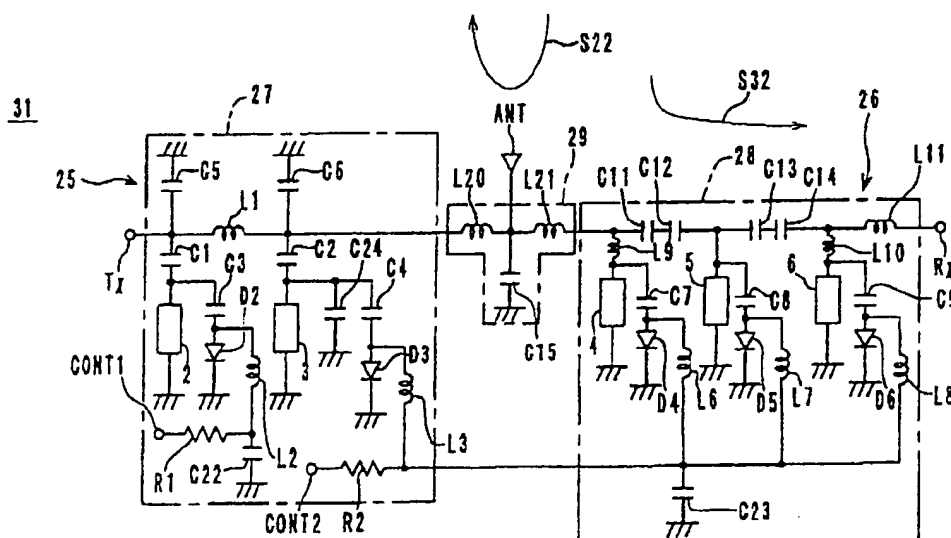 S22
31
27
S32
ANT
26
29
28
25
C5
C6
L20
L21
C11
C12
C13
C14
L11
L1
Tx
C1
C2
C24
L9
L10
Rx
C3
C4
C7
5
C8
6
C9
D2
4
2
3
D3
C15
CONT1
D4
L6
D5
L7
D6
L8
R1
C22
L2
L3
CONT2
R2
C23